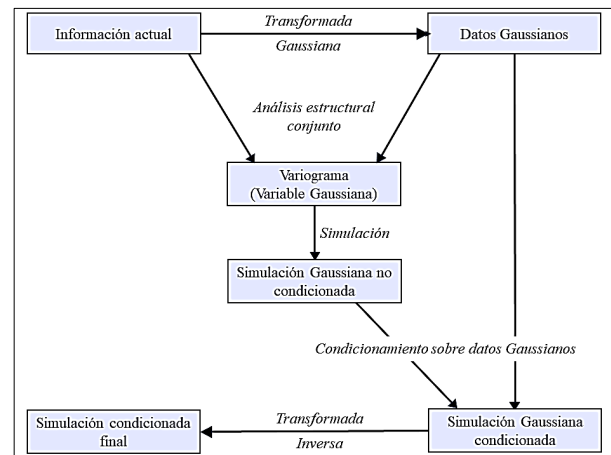 Transformada
Información actual
Datos Gaussianos
Gaussiana
Análisis estructural
conjunto
Variograma
(Variable Gaussiana)
Simulación
Simulación Gaussiana no
condicionada
Condicionamiento sobre datos Gaussianos
Transformada
Simulación condicionada
final
Simulación Gaussiana
condicionada
Inversa